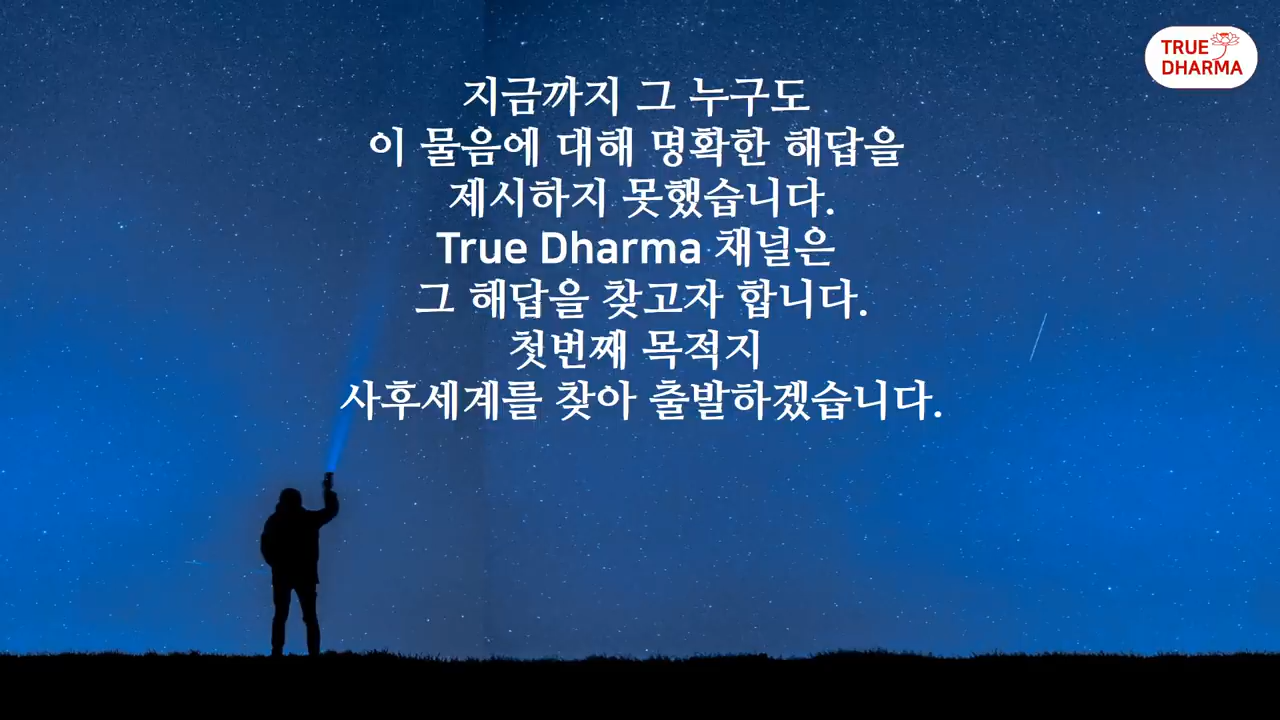 TRUE
DHARMA
지금까지 그 누구도
이 물음에 대해 명확한 해답을
제시하지 못했습니다.
True Dharma 채널은
그 해답을 찾고자 합니다.
첫번째 목적지
사후세계를 찾아 출발하겠습니다.